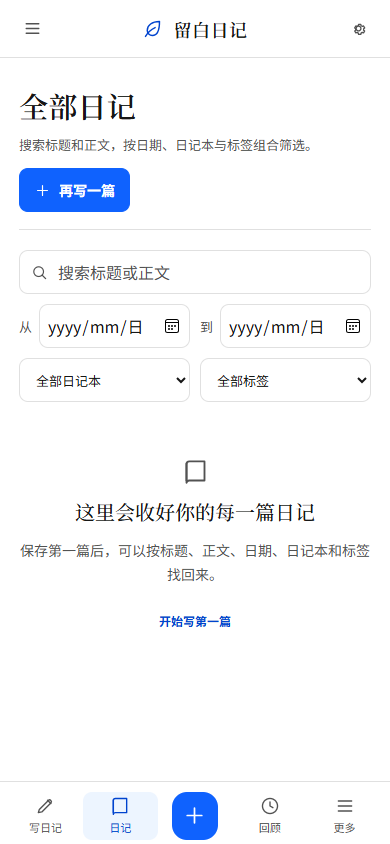 留白日记
全部日记
搜索标题和正文，按日期、日记本与标签组合筛选。
再写一篇
搜索标题或正文
从 yyyy/mm/日 到 yyyy/mm/日
全部日记本 全部标签
这里会收好你的每一篇日记
保存第一篇后，可以按标题、正文、日期、日记本和标签
找回来。
开始写第一篇
写日记 日记 回顾 更多